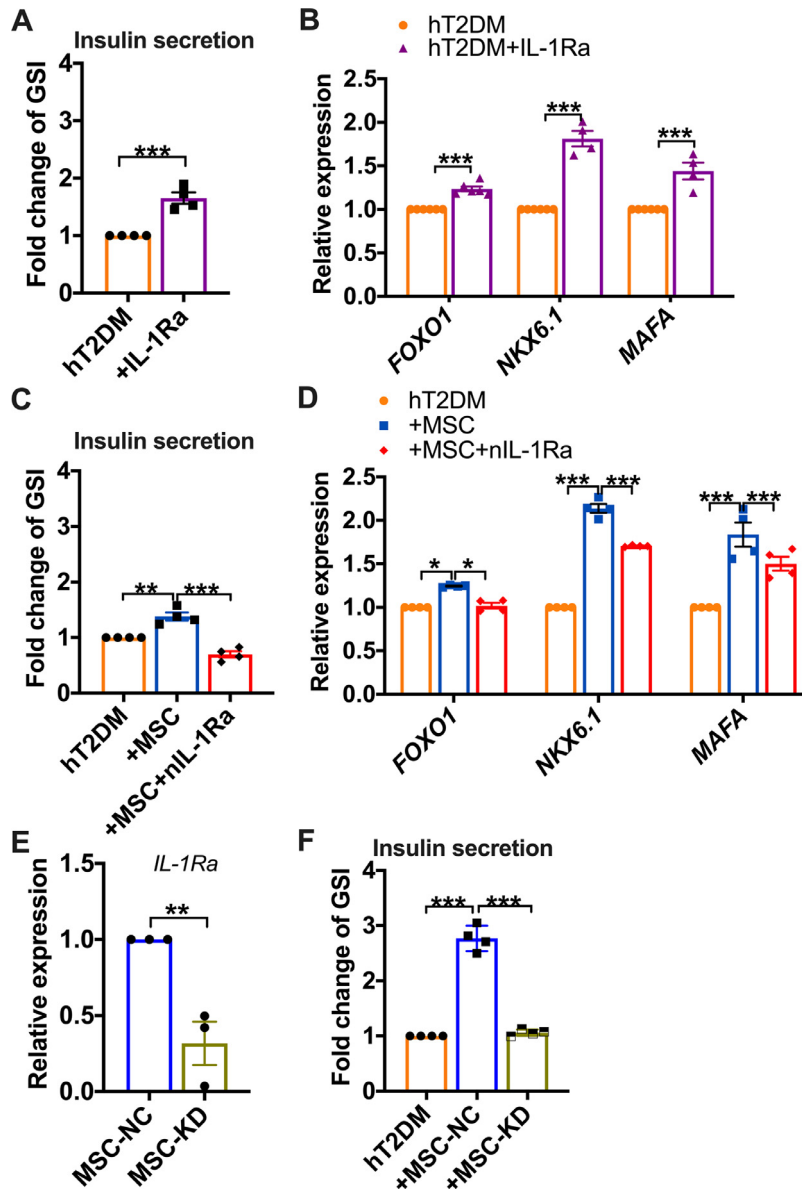 A
Insulin secretion
Fold change of GSI
4
3
2
1
0
***
hT2DM
+IL-1Ra
B
hT2DM
hT2DM+IL-1Ra
Relative expression
2.5
2.0
1.5
1.0
0.5
0.0
***
***
***
FOXO1
NKX6.1
MAFA
C
Insulin secretion
Fold change of GSI
4
3
2
1
0
**
***
hT2DM
+MSC
+MSC+nIL-1Ra
D
hT2DM
+MSC
+MSC+nIL-1Ra
Relative expression
2.5
2.0
1.5
1.0
0.5
0.0
*
*
***
***
***
***
FOXO1
NKX6.1
MAFA
E
IL-1Ra
Relative expression
1.5
1.0
0.5
0.0
**
MSC-NC
MSC-KD
F
Insulin secretion
Fold change of GSI
4
3
2
1
0
***
***
hT2DM
+MSC-NC
+MSC-KD